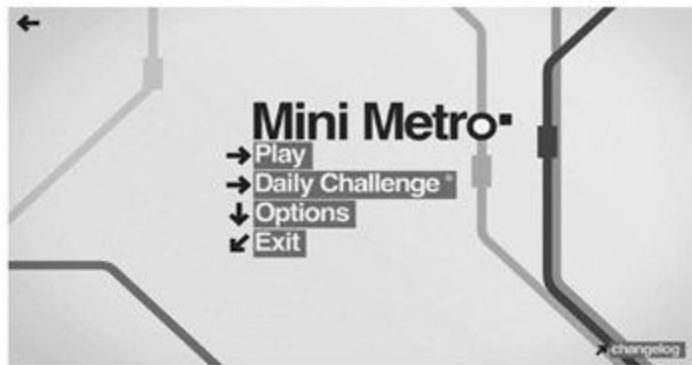 Mini Metro
Play
Daily Challenge
Options
Exit
changelog